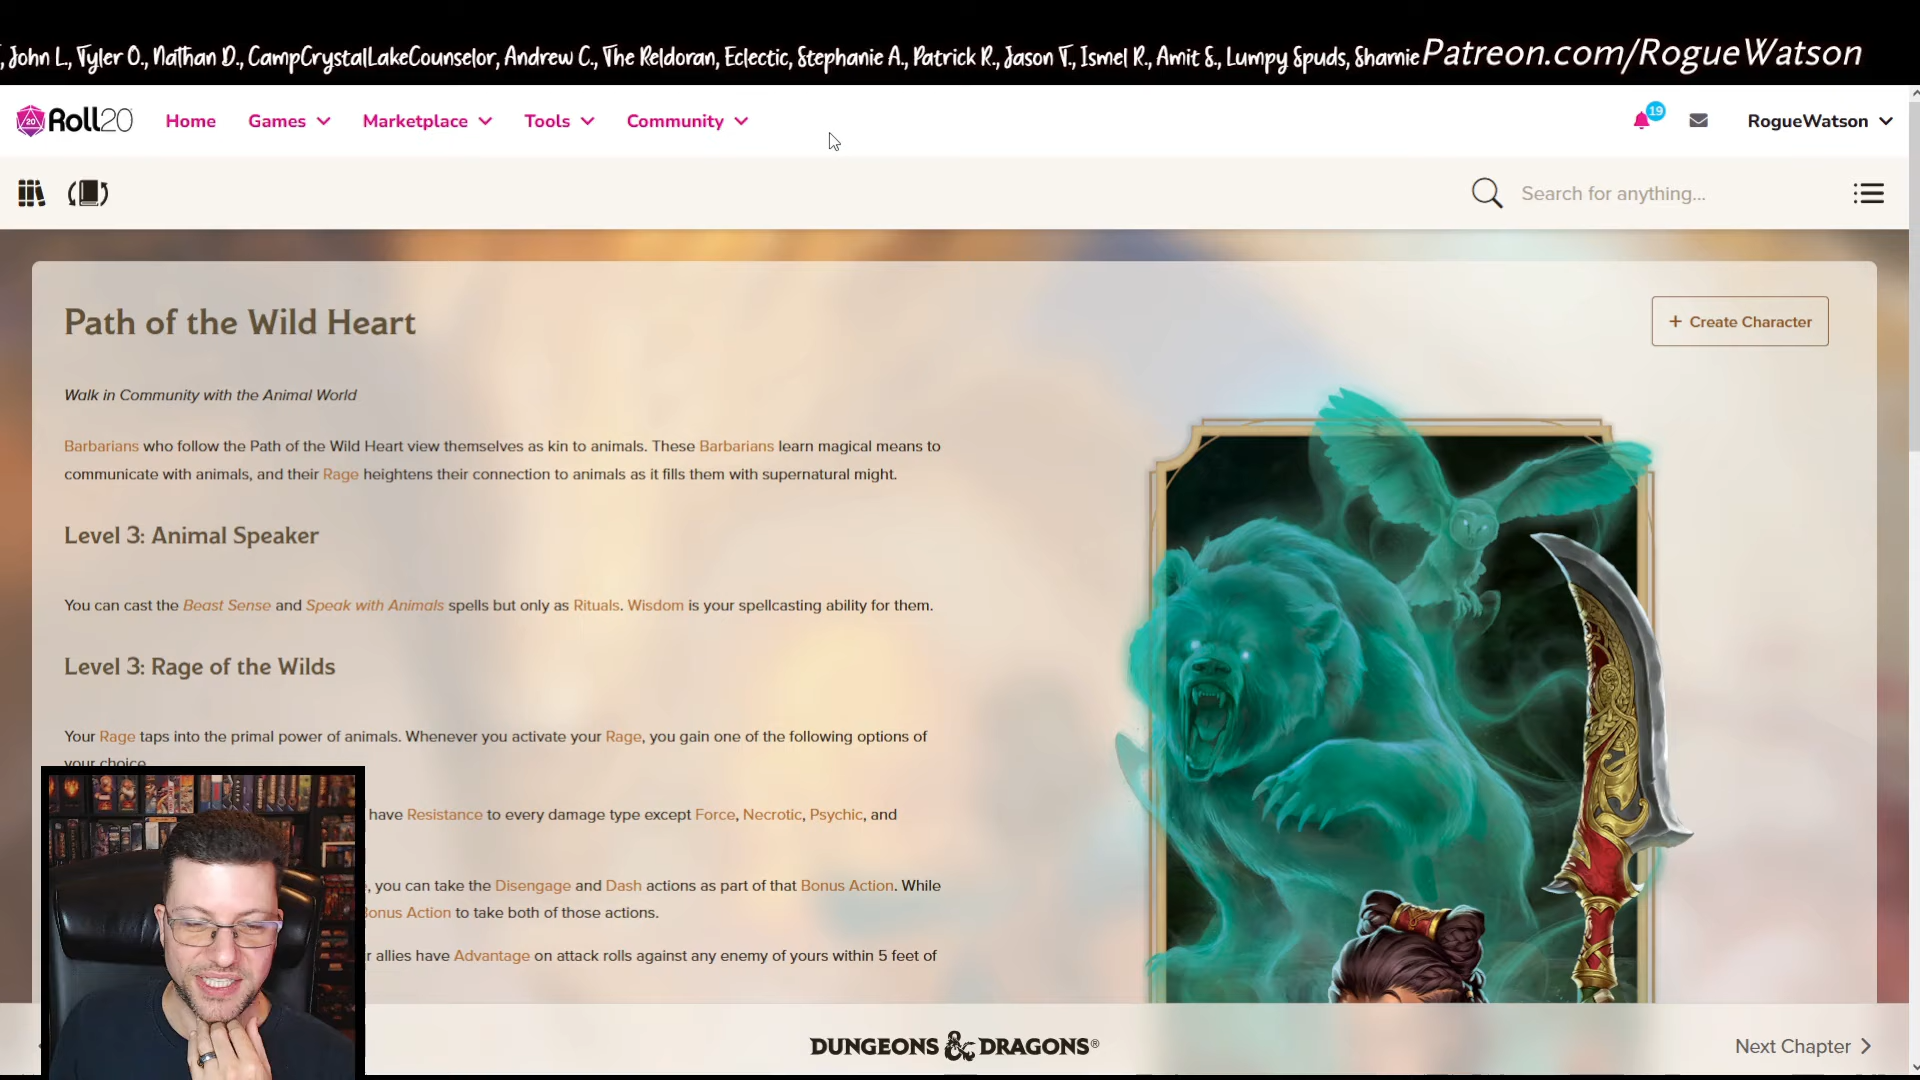 , John L., Tyler O., Nathan D., CampCrystalLakeCounselor, Andrew C., The Reldoran, Eclectic, Stephanie A., Patrick R., Jason T., Ismel R., Amit S., Lumpy Spuds, Sharnie Patreon.com/RogueWatson
20 Roll20 Home Games Marketplace Tools Community 19 RogueWatson
Search for anything...
Path of the Wild Heart
+ Create Character
Walk in Community with the Animal World
Barbarians who follow the Path of the Wild Heart view themselves as kin to animals. These Barbarians learn magical means to
communicate with animals, and their Rage heightens their connection to animals as it fills them with supernatural might.
Level 3: Animal Speaker
You can cast the Beast Sense and Speak with Animals spells but only as Rituals. Wisdom is your spellcasting ability for them.
Level 3: Rage of the Wilds
Your Rage taps into the primal power of animals. Whenever you activate your Rage, you gain one of the following options of
your choice.
have Resistance to every damage type except Force, Necrotic, Psychic, and
, you can take the Disengage and Dash actions as part of that Bonus Action. While
Bonus Action to take both of those actions.
r allies have Advantage on attack rolls against any enemy of yours within 5 feet of
DUNGEONS & DRAGONS®
Next Chapter